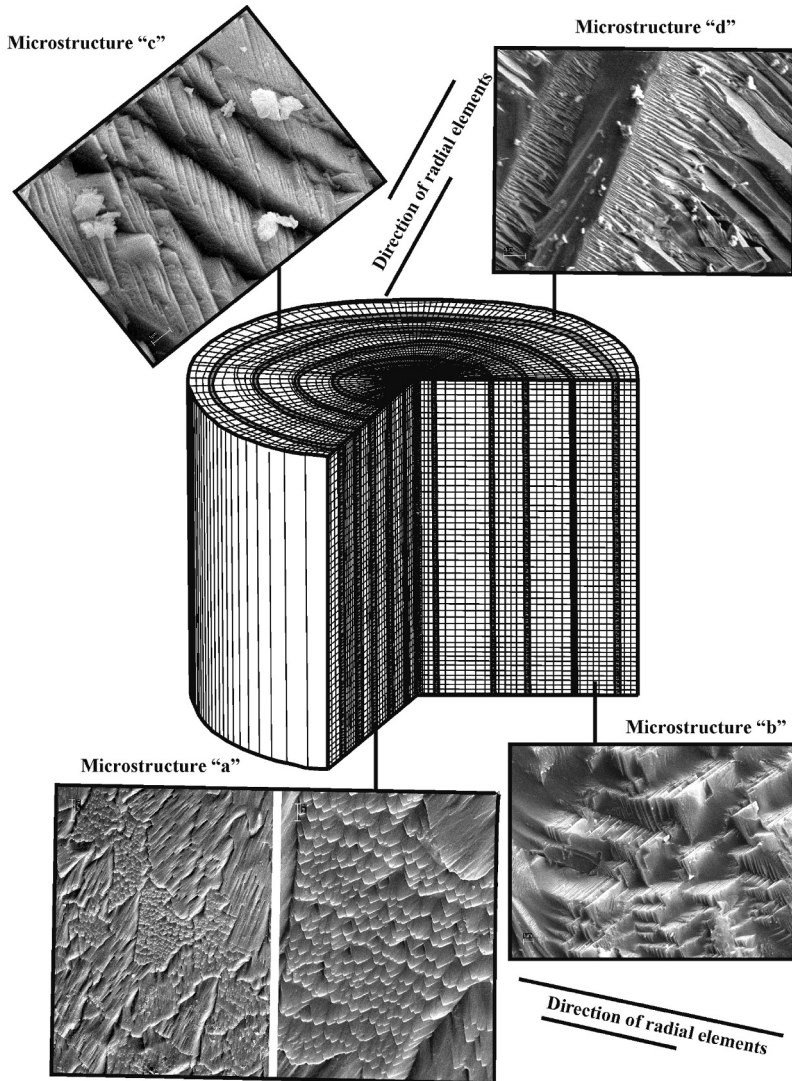 Microstructure “c”
Microstructure “d”
Direction of radial elements
Microstructure “b”
Microstructure “a”
Direction of radial elements